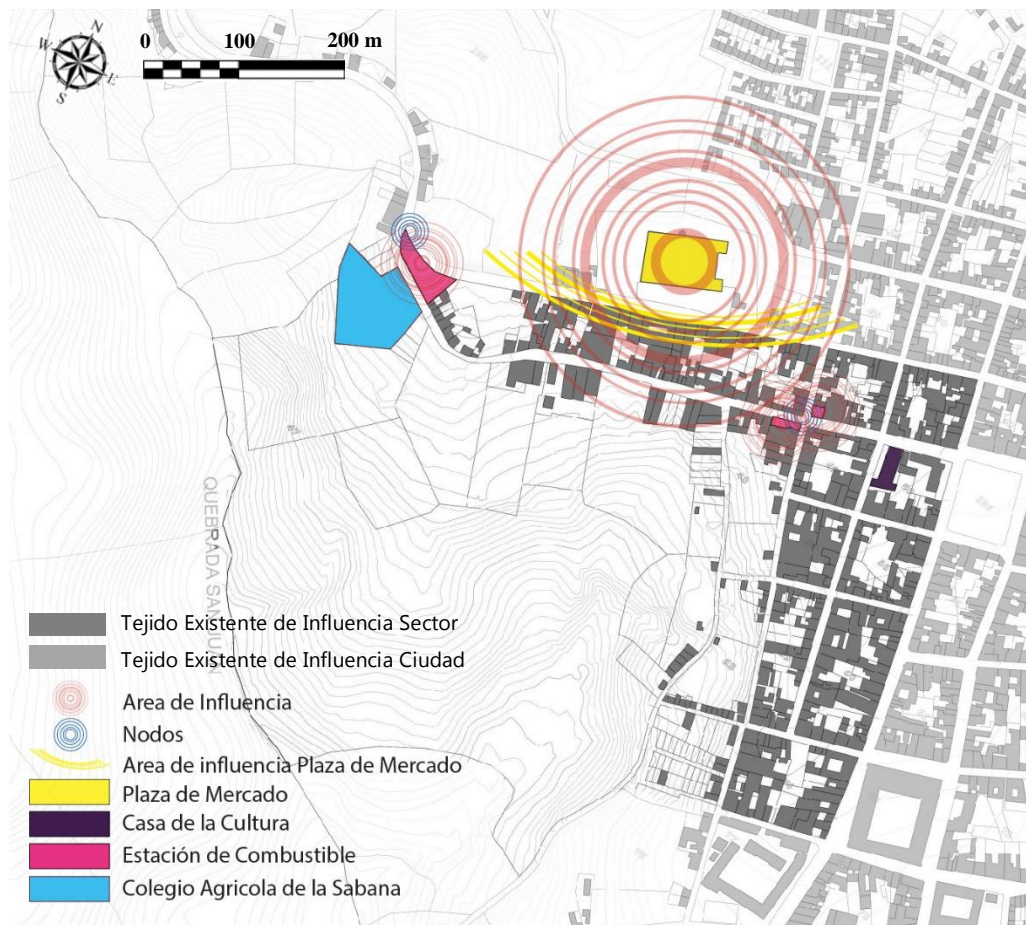 N
W
E
S
0 100 200 m
QUEBRADA SAN JUAN
Tejido Existente de Influencia Sector
Tejido Existente de Influencia Ciudad
Area de Influencia
Nodos
Area de influencia Plaza de Mercado
Plaza de Mercado
Casa de la Cultura
Estación de Combustible
Colegio Agricola de la Sabana